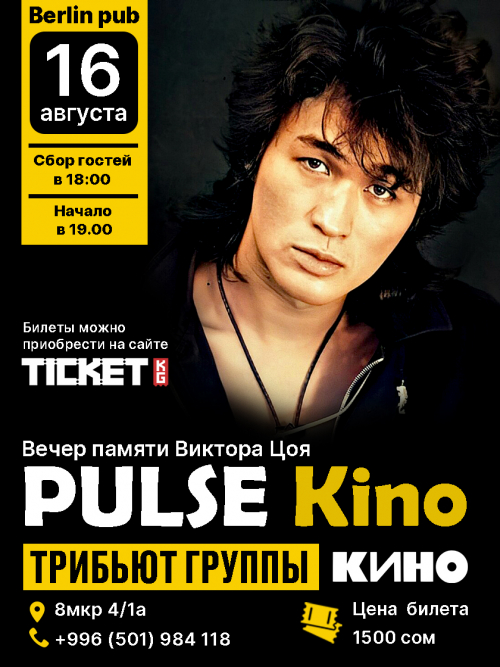 Berlin pub
16
августа
Сбор гостей
в 18:00
Начало
в 19.00
Билеты можно
приобрести на сайте
TICKET KG
Вечер памяти Виктора Цоя
PULSE Kino
ТРИБЬЮТ ГРУППЫ КИНО
8мкр 4/1а
+996 (501) 984 118
Цена билета
1500 сом